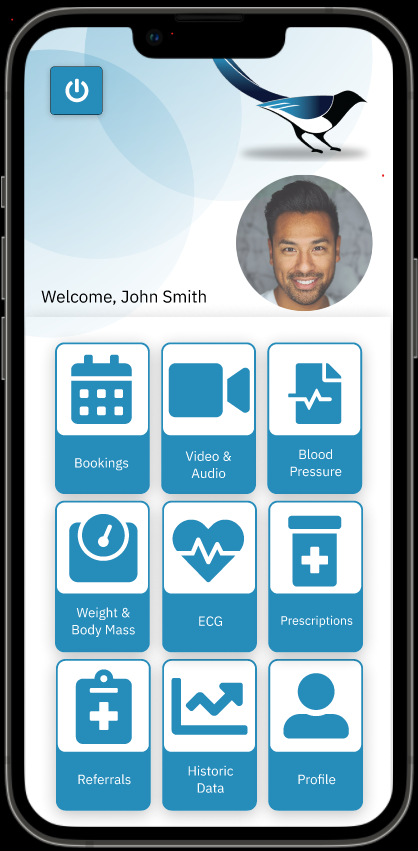 Welcome, John Smith
Bookings
Video &
Audio
Blood
Pressure
Weight &
Body Mass
ECG
Prescriptions
Referrals
Historic
Data
Profile